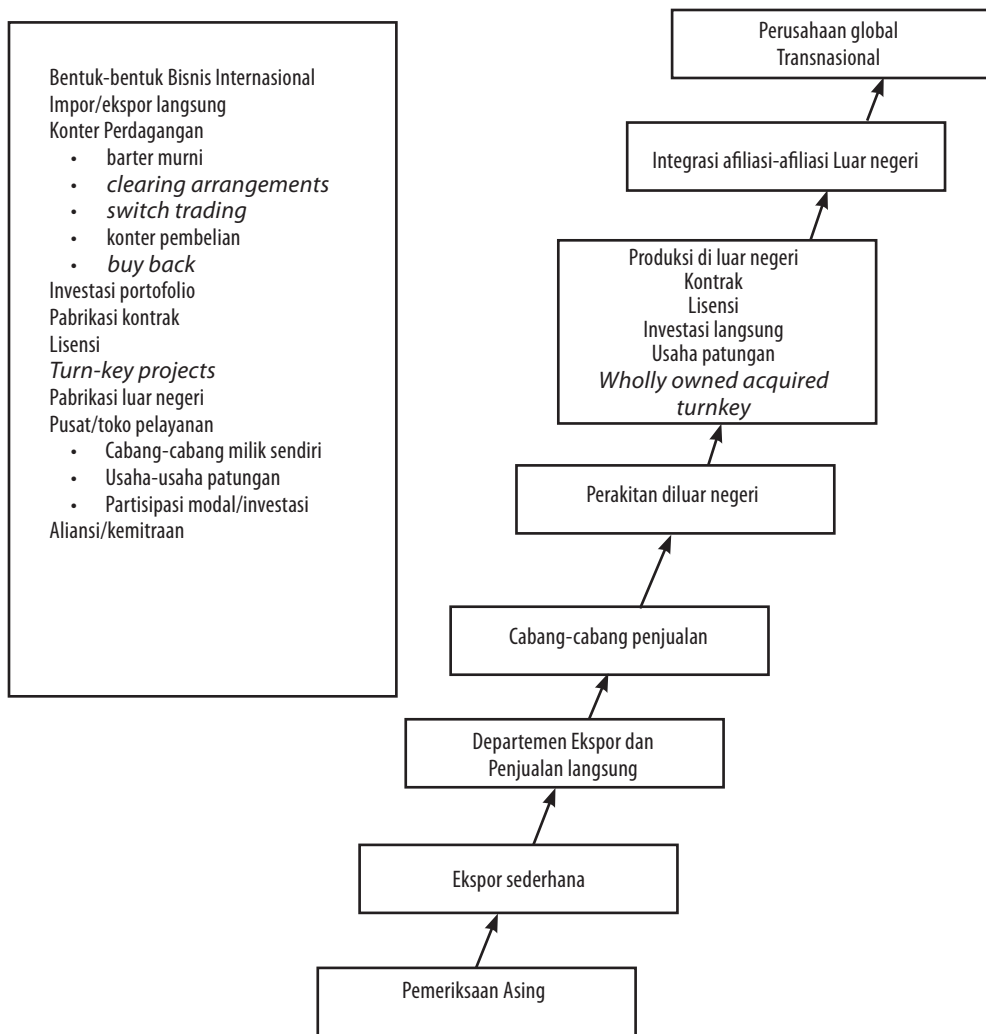 Bentuk-bentuk Bisnis Internasional
Impor/ekspor langsung
Konter Perdagangan
• barter murni
• clearing arrangements
• switch trading
• konter pembelian
• buy back
Investasi portofolio
Pabrikasi kontrak
Lisensi
Turn-key projects
Pabrikasi luar negeri
Pusat/toko pelayanan
• Cabang-cabang milik sendiri
• Usaha-usaha patungan
• Partisipasi modal/investasi
Aliansi/kemitraan
Perusahaan global
Transnasional
Integrasi afiliasi-afiliasi Luar negeri
Produksi di luar negeri
Kontrak
Lisensi
Investasi langsung
Usaha patungan
Wholly owned acquired
turnkey
Perakitan diluar negeri
Cabang-cabang penjualan
Departemen Ekspor dan
Penjualan langsung
Ekspor sederhana
Pemeriksaan Asing